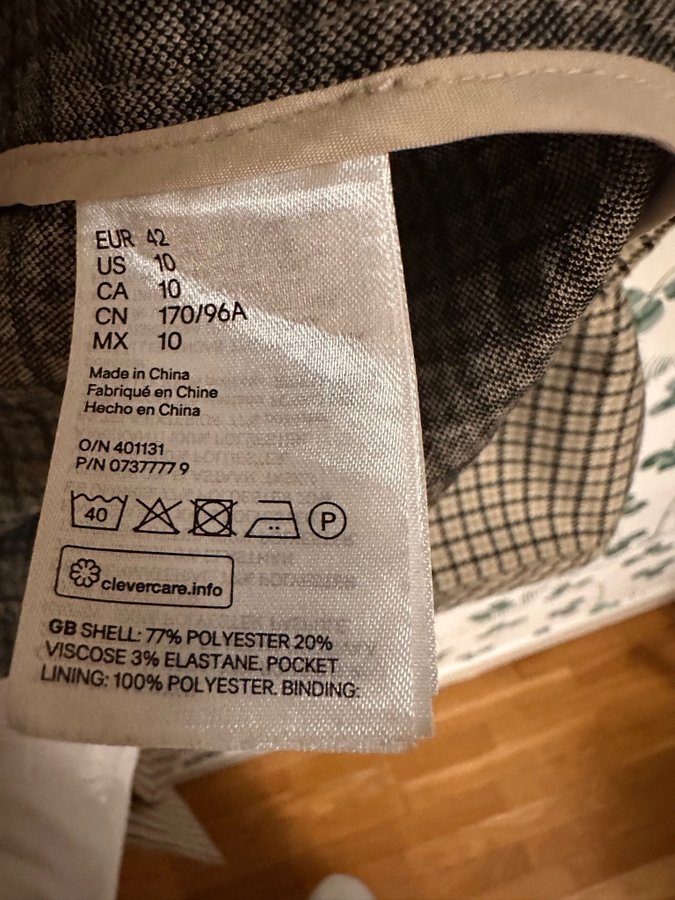 EUR 42
US 10
CA 10
CN 170/96A
MX 10
Made in China
Fabriqué en Chine
Hecho en China
O/N 401131
P/N 0737777 9
40
P
clevercare.info
GB SHELL: 77% POLYESTER 20%
VISCOSE 3% ELASTANE. POCKET
LINING: 100% POLYESTER. BINDING: